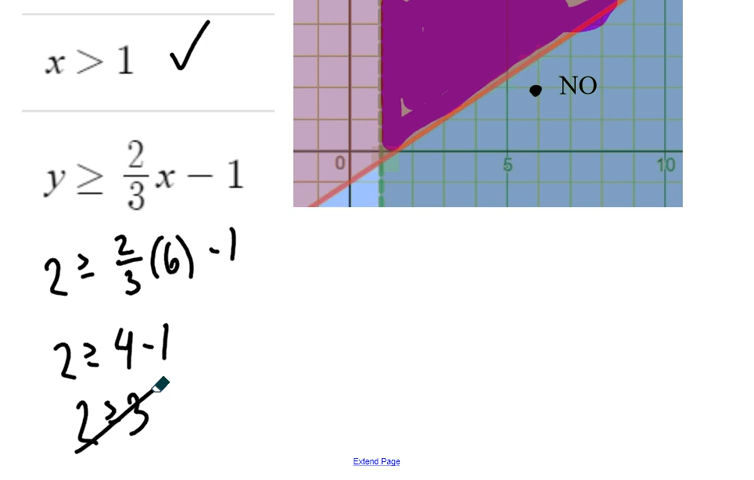 x > 1 ✓
y ≥ 2/3 x − 1
2 ≥ 2/3 (6) - 1
2 ≥ 4 - 1
2 ≥ 3
NO
0 5 10
Extend Page